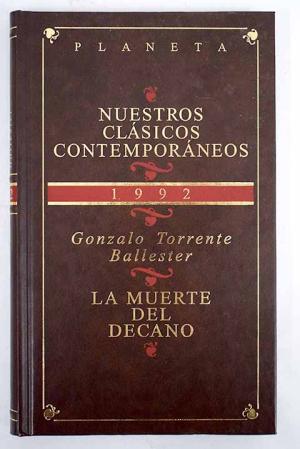 PLANETA
NUESTROS
CLÁSICOS
CONTEMPORÁNEOS
1992
Gonzalo Torrente
Ballester
LA MUERTE
DEL
DECANO